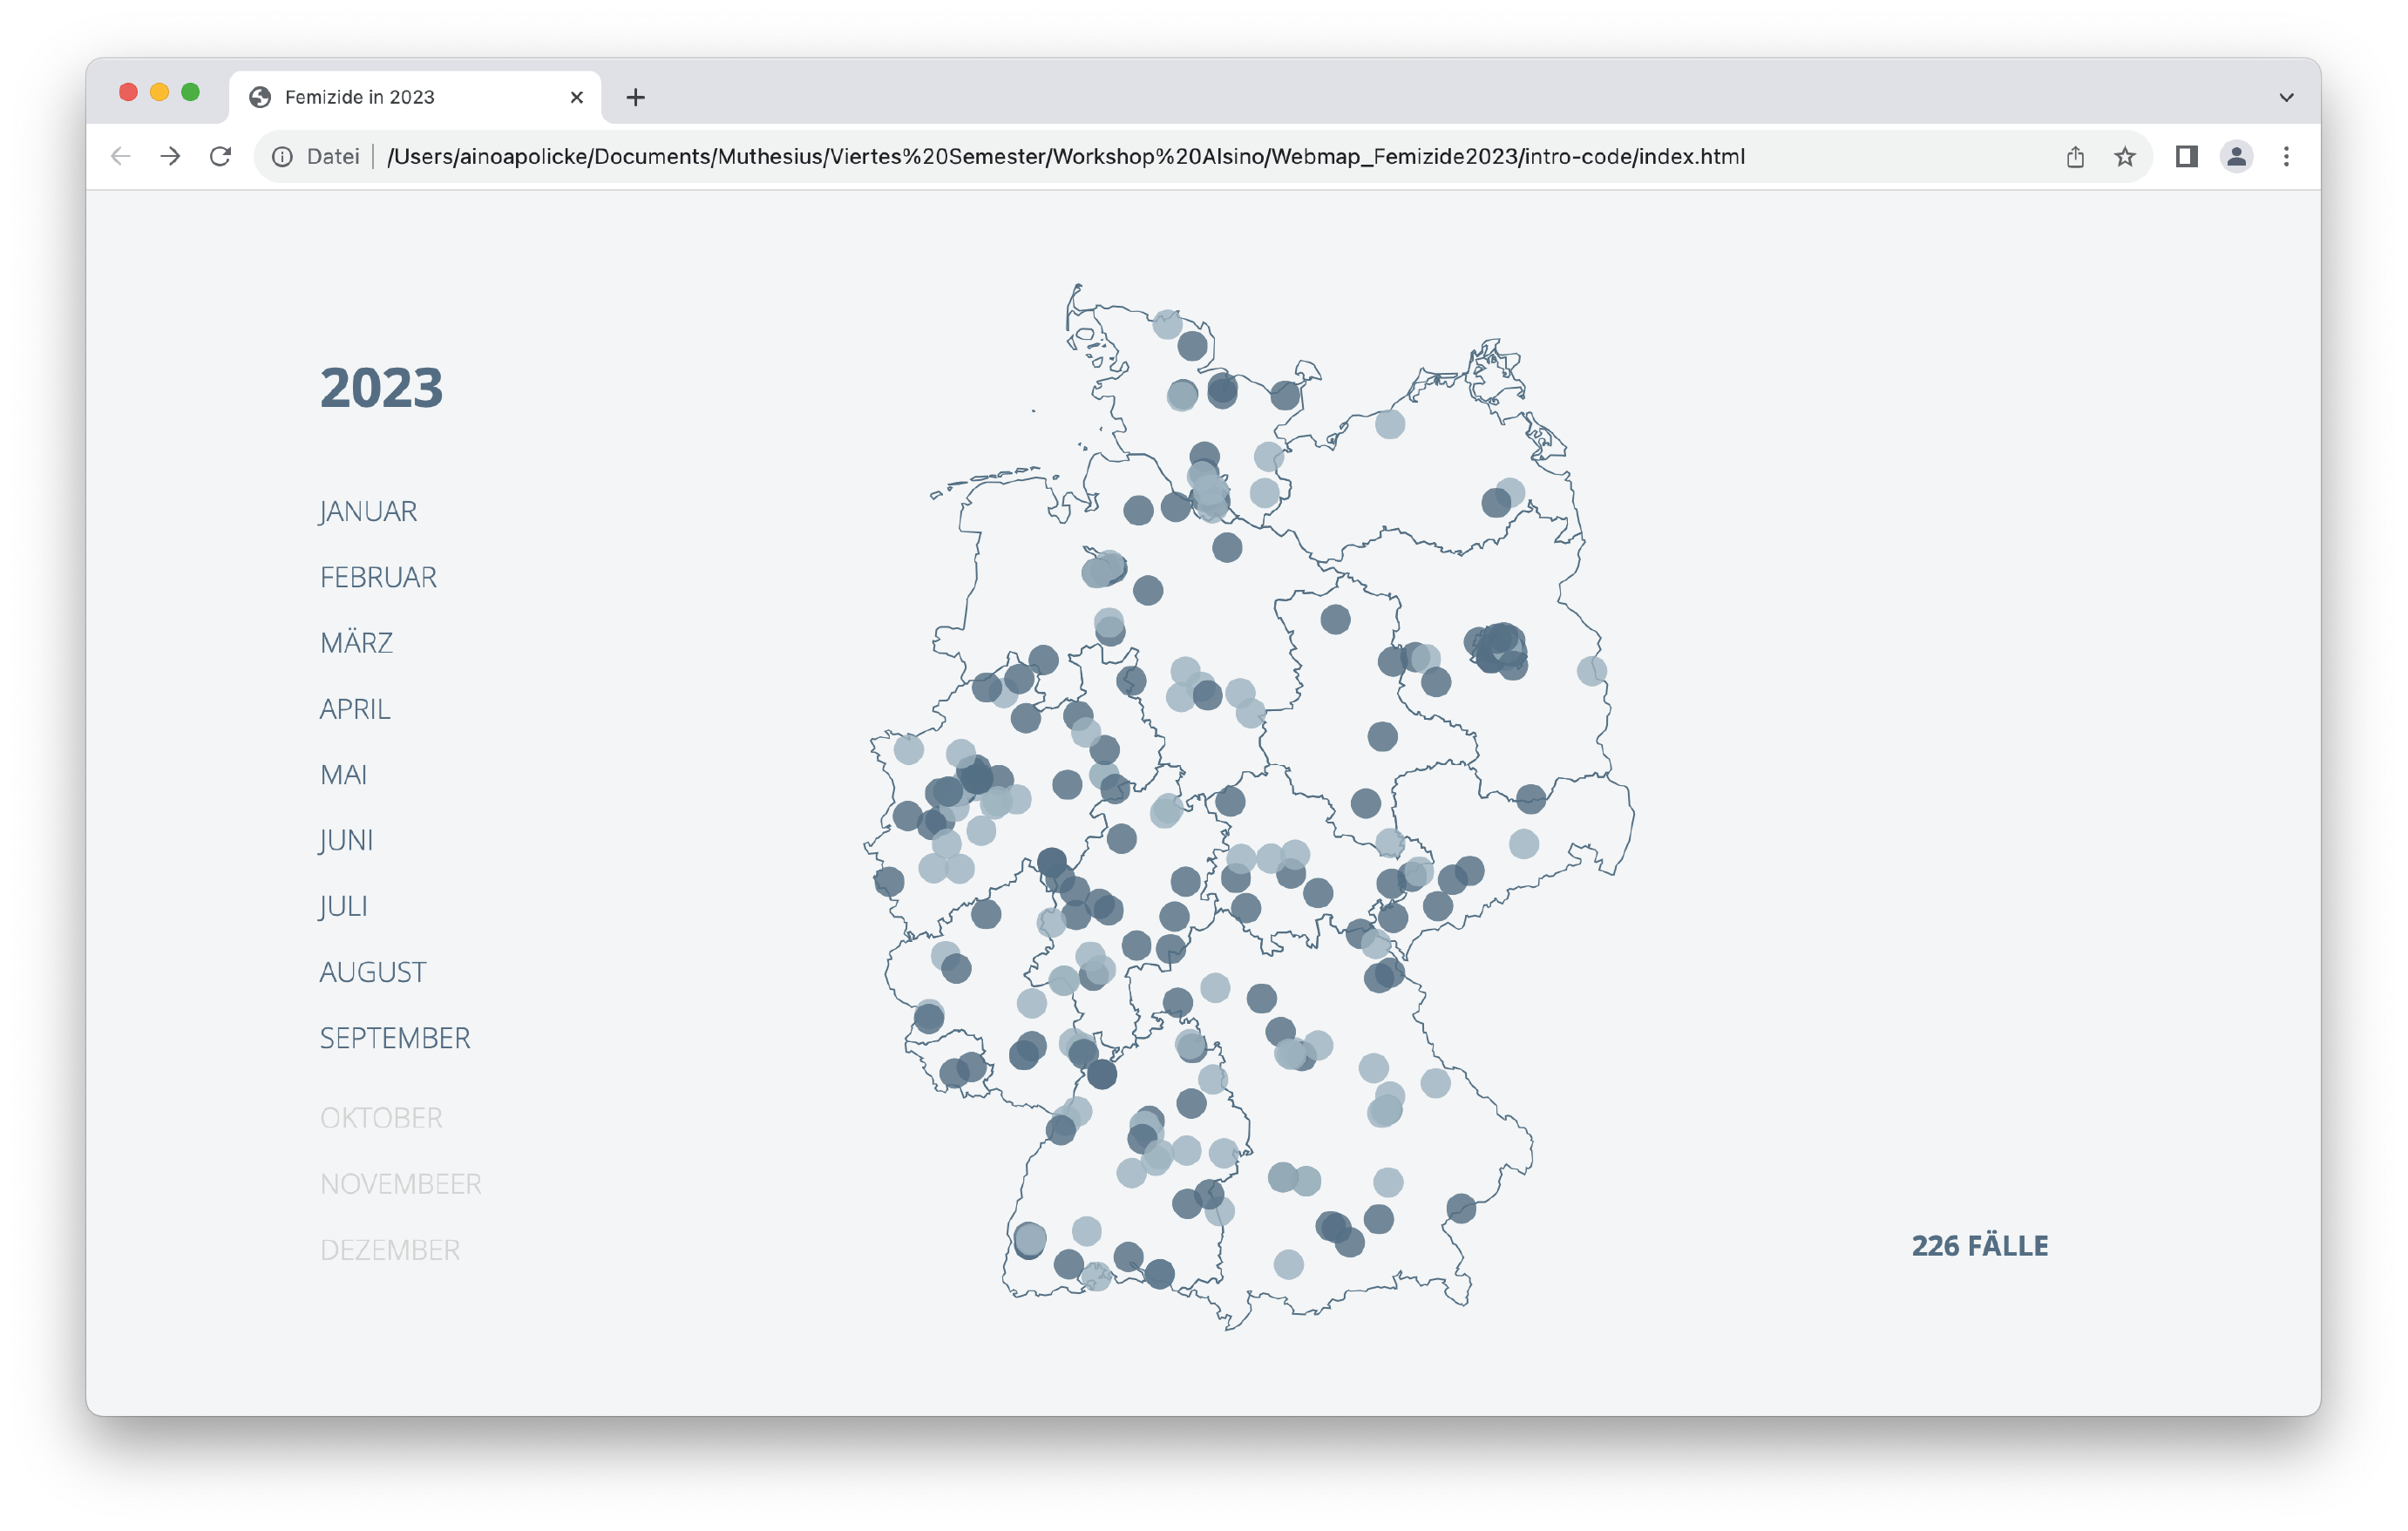 Femizide in 2023
Datei /Users/ainoapolicke/Documents/Muthesius/Viertes%20Semester/Workshop%20Alsino/Webmap_Femizide2023/intro-code/index.html
2023
JANUAR
FEBRUAR
MÄRZ
APRIL
MAI
JUNI
JULI
AUGUST
SEPTEMBER
OKTOBER
NOVEMBEER
DEZEMBER
226 FÄLLE